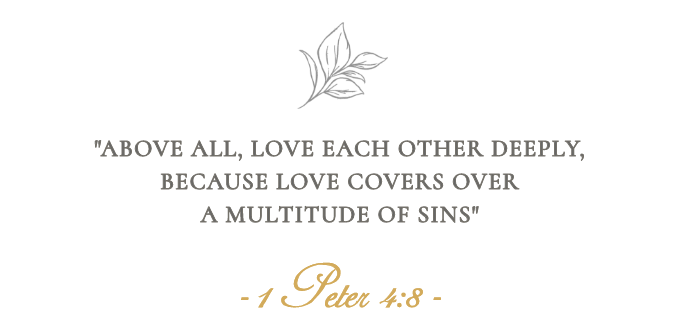 "ABOVE ALL, LOVE EACH OTHER DEEPLY,
BECAUSE LOVE COVERS OVER
A MULTITUDE OF SINS"
- 1 Peter 4:8 -